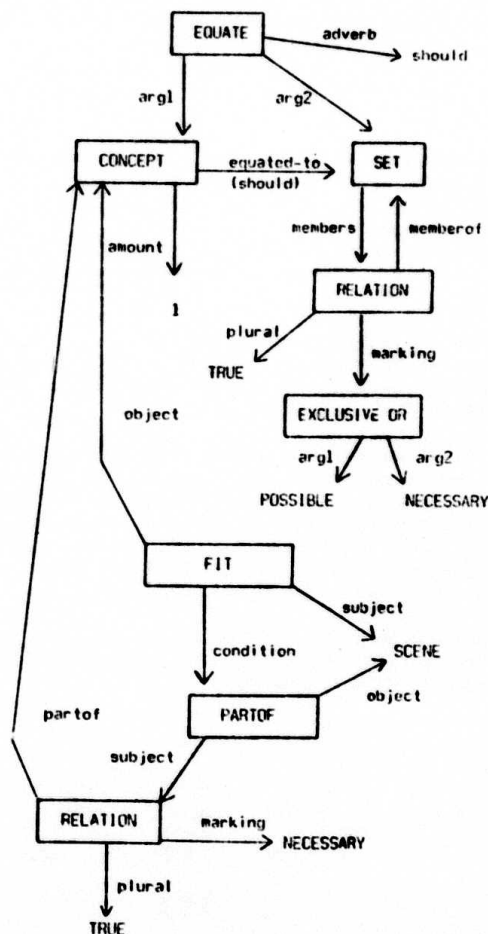 EQUATE
adverb
should
arg1
arg2
CONCEPT
equated-to
(should)
SET
members
memberof
amount
1
RELATION
plural
TRUE
marking
object
EXCLUSIVE OR
arg1
arg2
POSSIBLE
NECESSARY
FIT
subject
condition
SCENE
object
partof
PARTOF
subject
RELATION
marking
NECESSARY
plural
TRUE